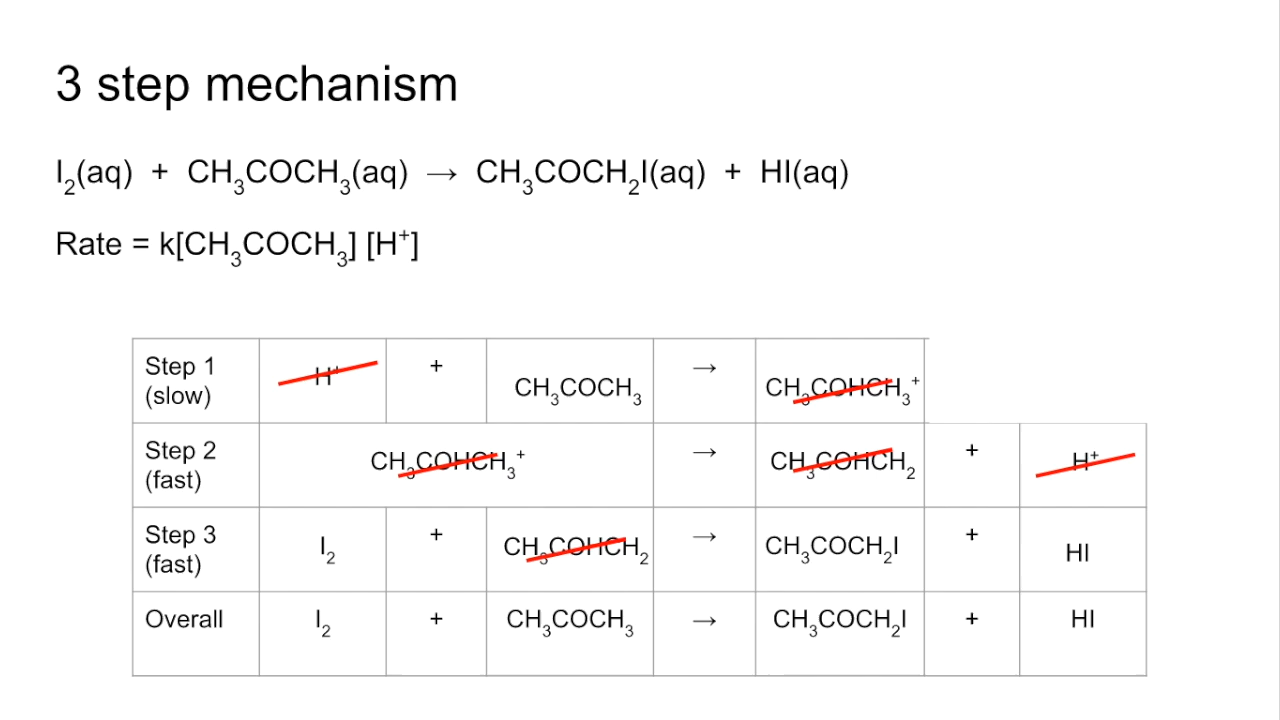 3 step mechanism
I₂(aq) + CH₃COCH₃(aq) → CH₃COCH₂I(aq) + HI(aq)
Rate = k[CH₃COCH₃] [H⁺]
Step 1 (slow) H⁺ + CH₃COCH₃ → CH₃COHCH₃⁺
Step 2 (fast) CH₃COHCH₃⁺ → CH₃COHCH₂ + H⁺
Step 3 (fast) I₂ + CH₃COHCH₂ → CH₃COCH₂I + HI
Overall I₂ + CH₃COCH₃ → CH₃COCH₂I + HI